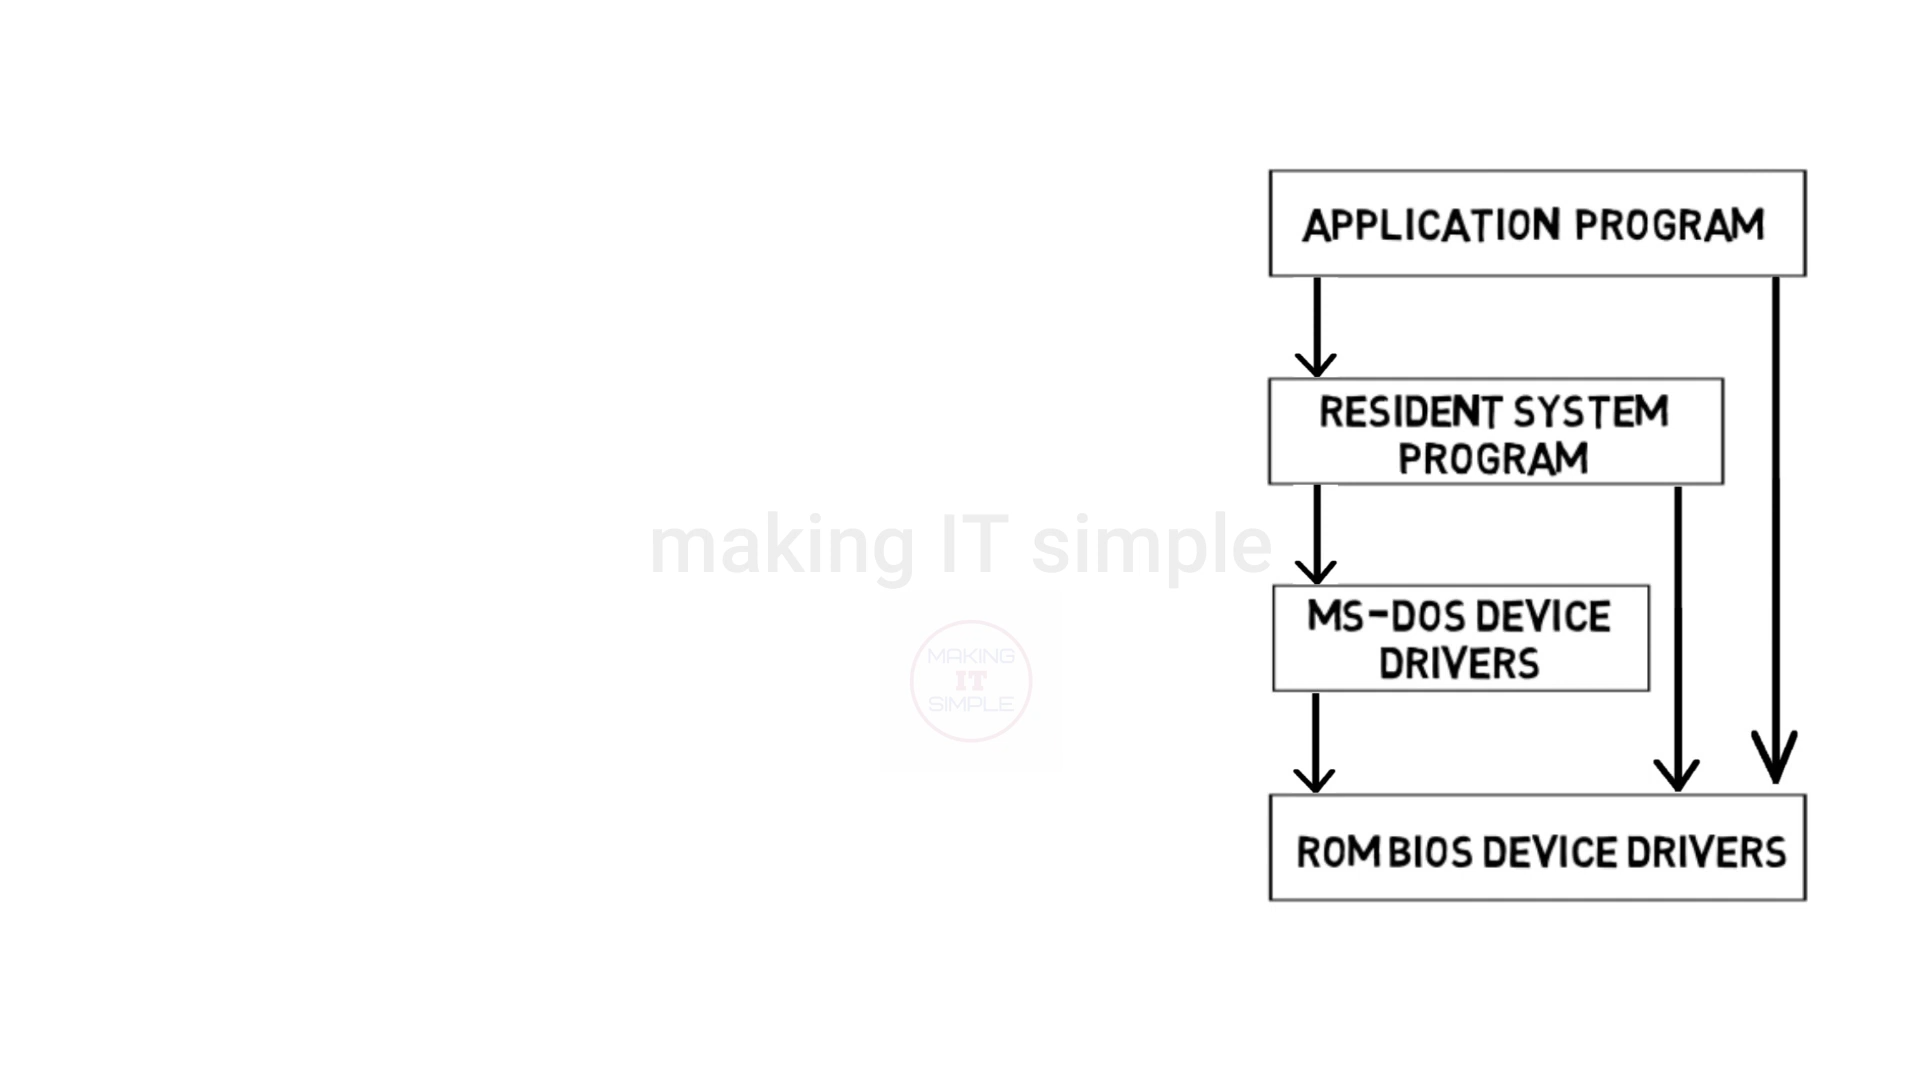 APPLICATION PROGRAM
RESIDENT SYSTEM
PROGRAM
making IT simple
MS-DOS DEVICE
DRIVERS
MAKING
IT
SIMPLE
ROM BIOS DEVICE DRIVERS